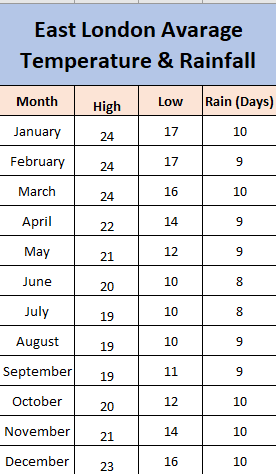 East London Avarage
Temperature & Rainfall
Month High Low Rain (Days)
January 24 17 10
February 24 17 9
March 24 16 10
April 22 14 9
May 21 12 9
June 20 10 8
July 19 10 8
August 19 10 9
September 19 11 9
October 20 12 10
November 21 14 10
December 23 16 10